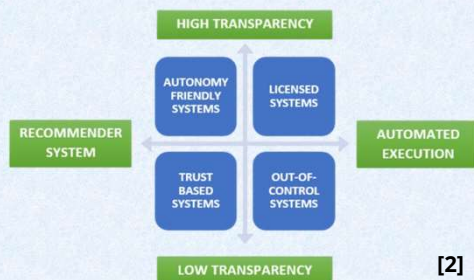 HIGH TRANSPARENCY
AUTONOMY
FRIENDLY
SYSTEMS
LICENSED
SYSTEMS
RECOMMENDER
SYSTEM
AUTOMATED
EXECUTION
TRUST
BASED
SYSTEMS
OUT-OF-
CONTROL
SYSTEMS
LOW TRANSPARENCY
[2]